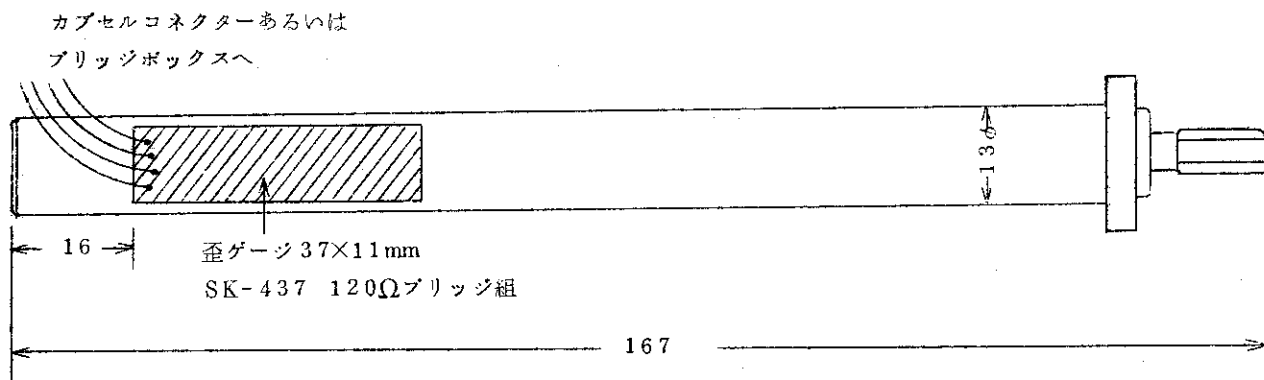 カプセルコネクターあるいは
ブリッジボックスへ
13φ
16
歪ゲージ37×11mm
SK-437 120Ωブリッジ組
167